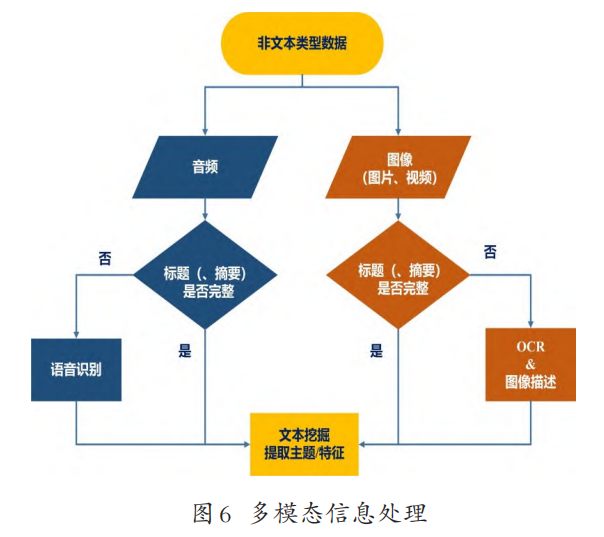 非文本类型数据
音频
图像
（图片、视频）
否
标题（、摘要）
是否完整
标题（、摘要）
是否完整
否
语音识别
是
是
OCR
&
图像描述
文本挖掘
提取主题/特征
图6 多模态信息处理